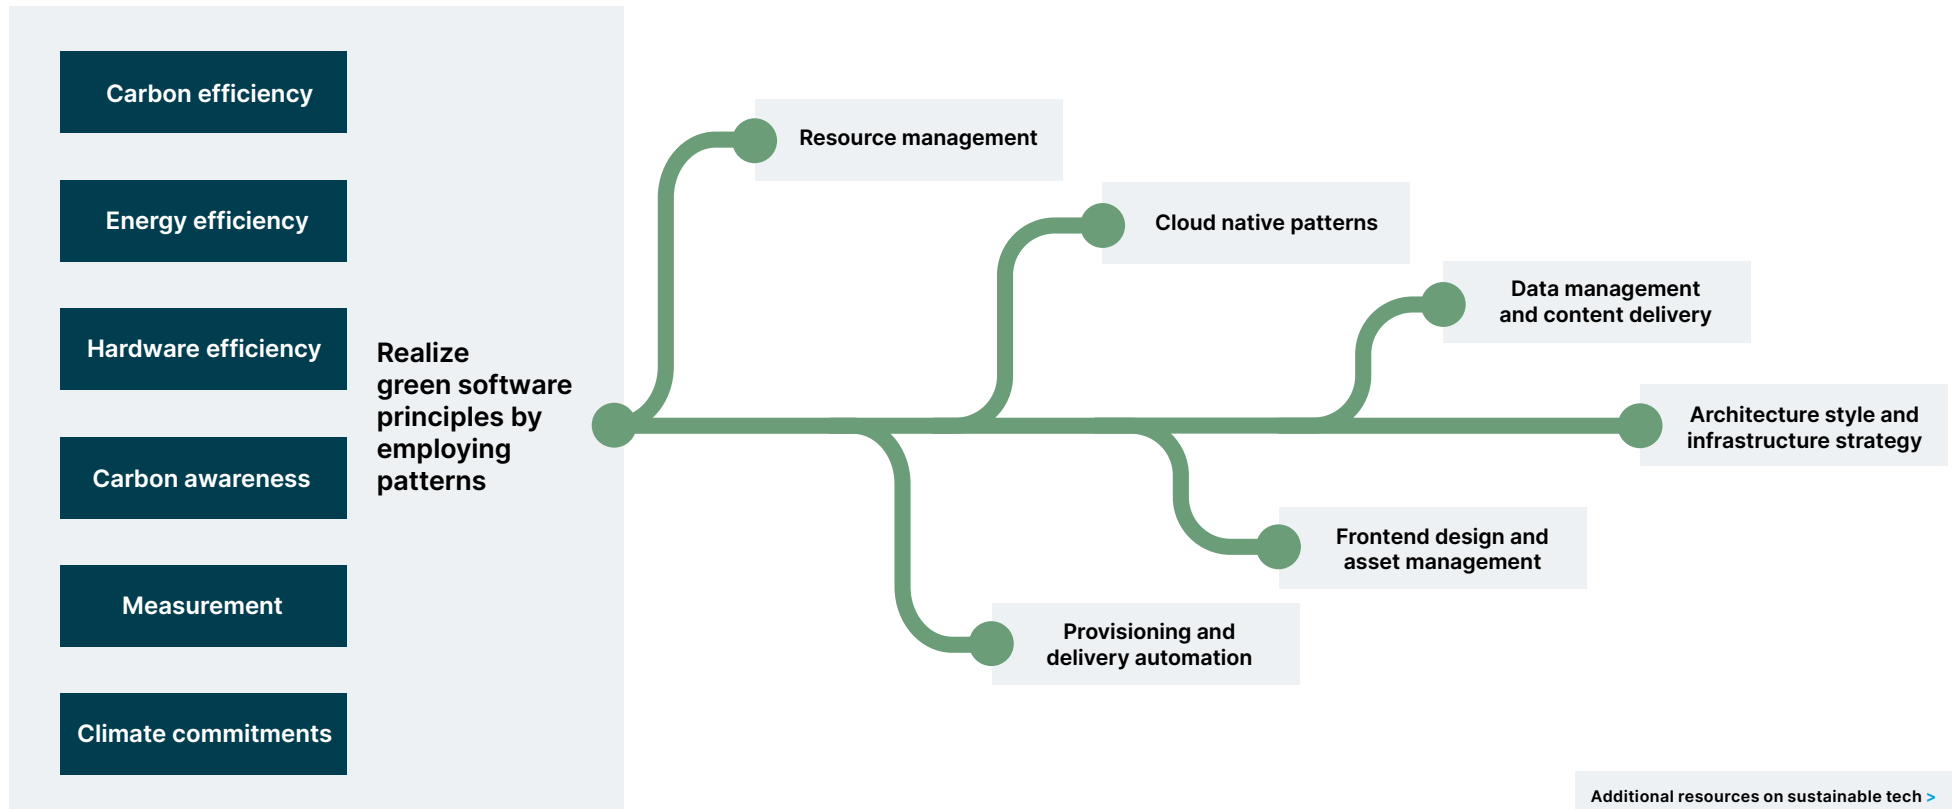 Carbon efficiency
Energy efficiency
Hardware efficiency
Carbon awareness
Measurement
Climate commitments
Realize
green software
principles by
employing
patterns
Resource management
Cloud native patterns
Data management
and content delivery
Architecture style and
infrastructure strategy
Frontend design and
asset management
Provisioning and
delivery automation
Additional resources on sustainable tech >